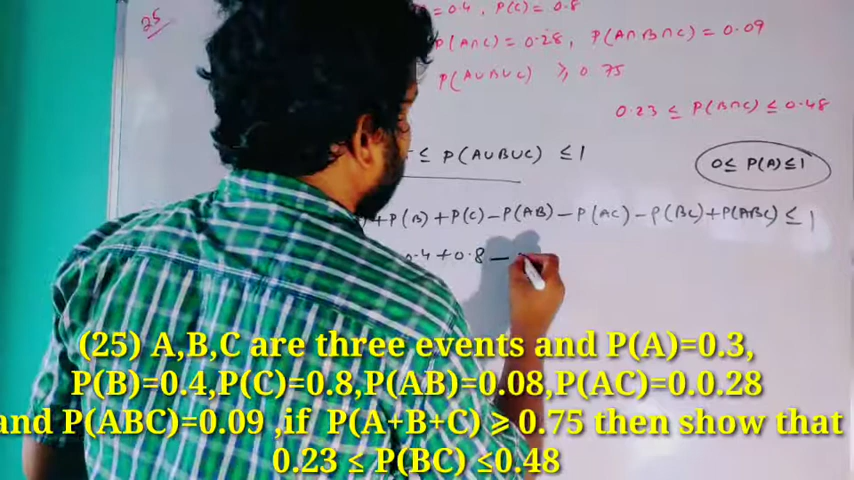 25
= 0.4, P(C) = 0.8
P(A∩C) = 0.28, P(A∩B∩C) = 0.09
P(A∪B∪C) ⩾ 0.75
0.23 ≤ P(B∩C) ≤ 0.48
≤ P(A∪B∪C) ≤ 1
0 ≤ P(A) ≤ 1
+ P(B) + P(C) – P(AB) – P(AC) – P(BC) + P(ABC) ≤ 1
0.4 + 0.8 –
(25) A,B,C are three events and P(A)=0.3,
P(B)=0.4,P(C)=0.8,P(AB)=0.08,P(AC)=0.0.28
and P(ABC)=0.09 ,if P(A+B+C) ⩾ 0.75 then show that
0.23 ≤ P(BC) ≤0.48